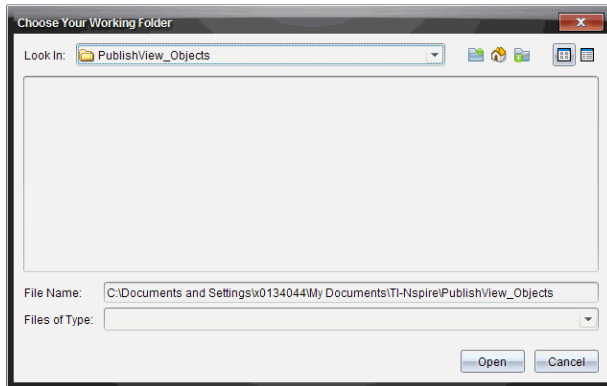 Choose Your Working Folder
Look In: PublishView_Objects
File Name: C:\Documents and Settings\x0134044\My Documents\TI-Nspire\PublishView_Objects
Files of Type:
Open Cancel